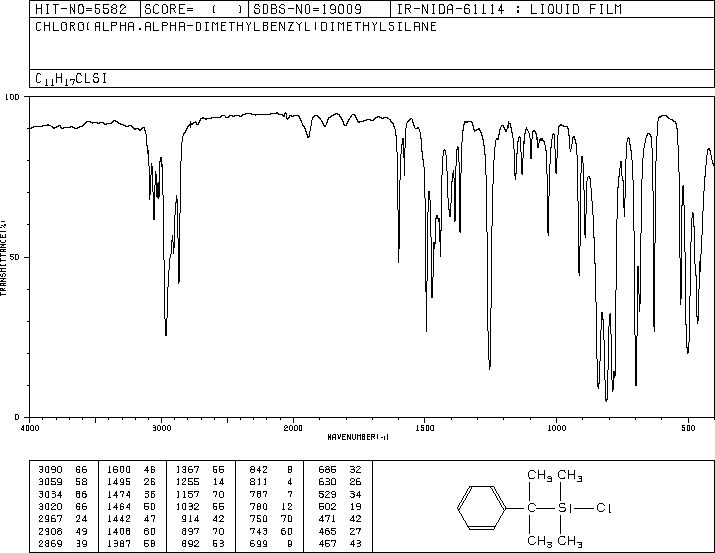 HIT-NO=5582 SCORE= ( ) SDBS-NO=19009 IR-NIDA-61114 : LIQUID FILM
CHLORO(ALPHA,ALPHA-DIMETHYLBENZYL)DIMETHYLSILANE
C11H17CLSI
100
50
0
TRANSMITTANCE(%)
4000 3000 2000 1500 1000 500
WAVENUMBER(-1)
3090 66 1600 46 1367 55 842 8 686 32
3059 58 1495 26 1255 14 811 4 630 26
3034 66 1474 36 1157 70 787 7 529 34
3020 66 1464 50 1032 55 780 12 502 19
2967 24 1442 47 914 42 750 70 471 42
2908 49 1408 60 897 70 743 60 465 27
2869 39 1387 58 892 53 699 9 457 43
CH3 CH3
C Si Cl
CH3 CH3